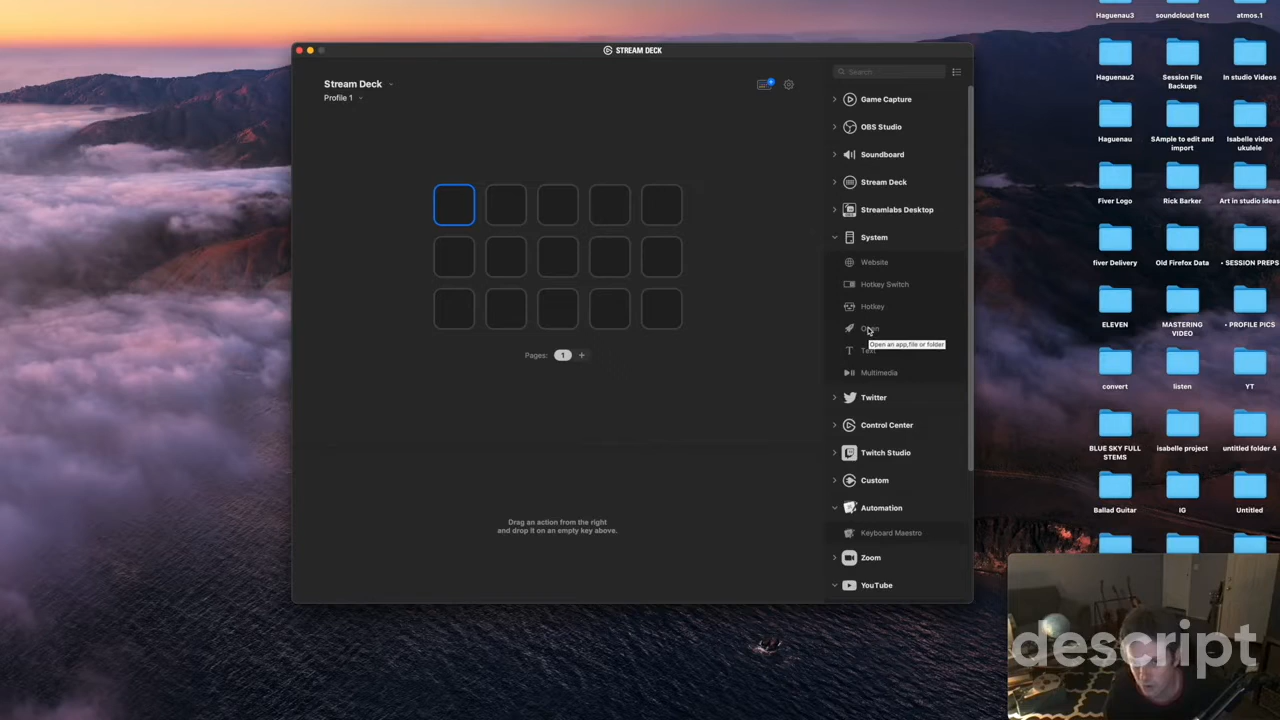 STREAM DECK
Stream Deck
Profile 1
Pages:
1
+
Drag an action from the right
and drop it on an empty key above.
Search
Game Capture
OBS Studio
Soundboard
Stream Deck
Streamlabs Desktop
System
Website
Hotkey Switch
Hotkey
Open
Open an app,file or folder
Text
Multimedia
Twitter
Control Center
Twitch Studio
Custom
Automation
Keyboard Maestro
Zoom
YouTube
Haguenau3
soundcloud test
atmos.1
Haguenau2
Session File
Backups
In studio Videos
Haguenau
SAmple to edit and
import
Isabelle video
ukulele
Fiver Logo
Rick Barker
Art in studio ideas
fiver Delivery
Old Firefox Data
• SESSION PREPS
ELEVEN
MASTERING
VIDEO
• PROFILE PICS
convert
listen
YT
BLUE SKY FULL
STEMS
isabelle project
untitled folder 4
Ballad Guitar
IG
Untitled
descript